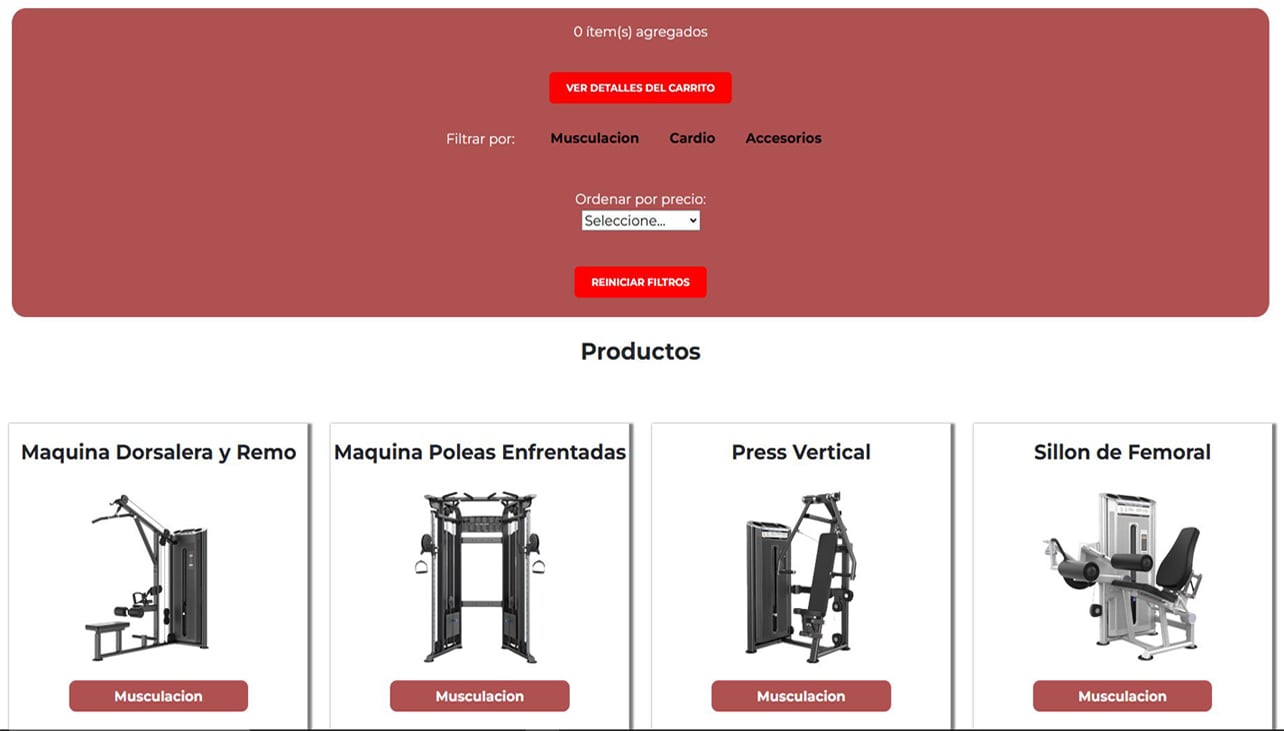 0 ítem(s) agregados
VER DETALLES DEL CARRITO
Filtrar por: Musculacion Cardio Accesorios
Ordenar por precio:
Seleccione...
REINICIAR FILTROS
Productos
Maquina Dorsalera y Remo
Maquina Poleas Enfrentadas
Press Vertical
Sillon de Femoral
Musculacion
Musculacion
Musculacion
Musculacion